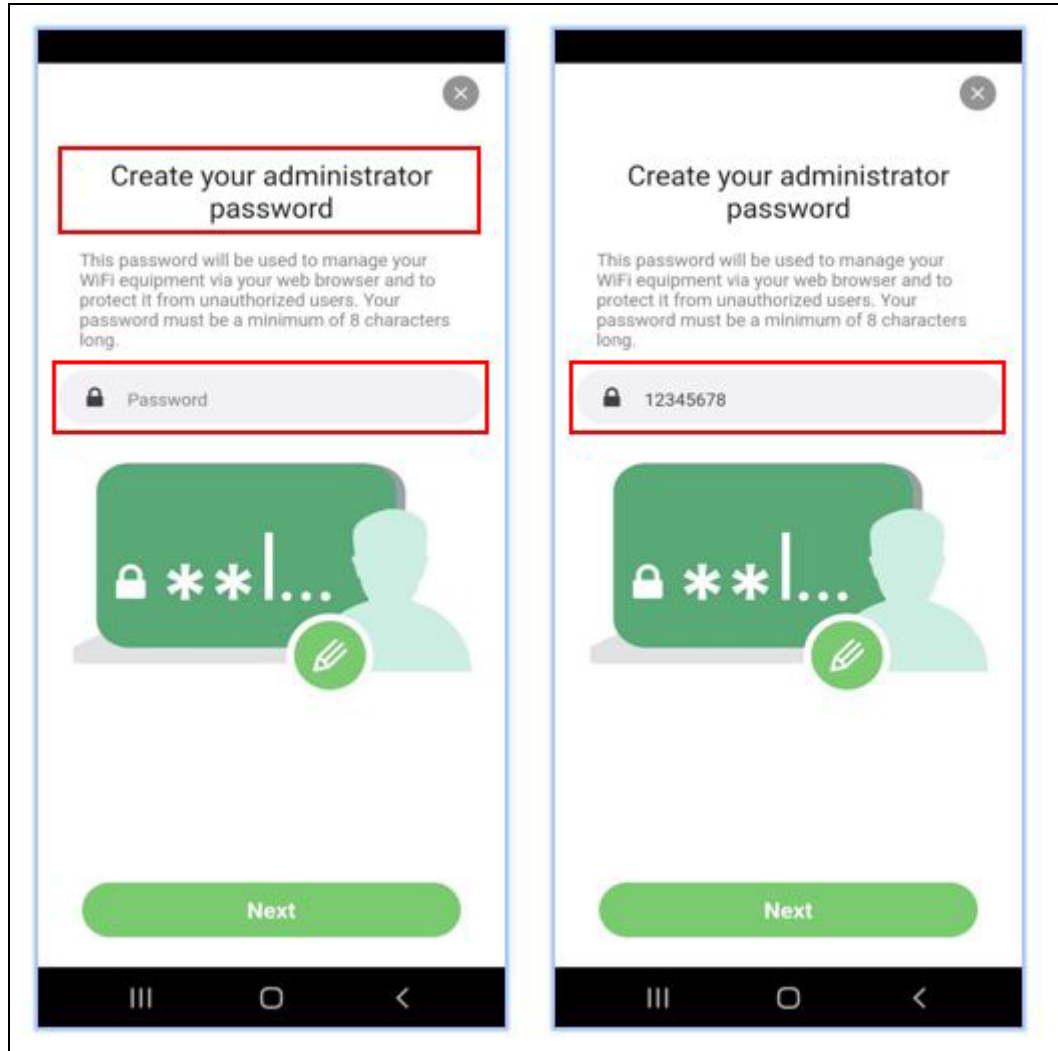 Create your administrator
password
This password will be used to manage your
WiFi equipment via your web browser and to
protect it from unauthorized users. Your
password must be a minimum of 8 characters
long.
Password
**|...
Next
Create your administrator
password
This password will be used to manage your
WiFi equipment via your web browser and to
protect it from unauthorized users. Your
password must be a minimum of 8 characters
long.
12345678
**|...
Next